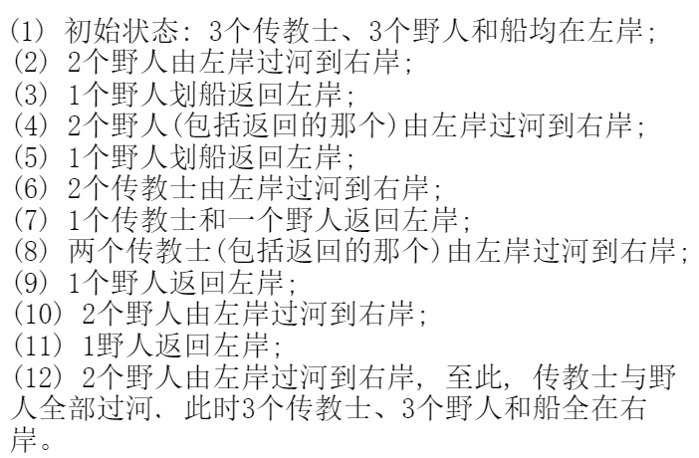 (1) 初始状态: 3个传教士、3个野人和船均在左岸;
(2) 2个野人由左岸过河到右岸;
(3) 1个野人划船返回左岸;
(4) 2个野人(包括返回的那个)由左岸过河到右岸;
(5) 1个野人划船返回左岸;
(6) 2个传教士由左岸过河到右岸;
(7) 1个传教士和一个野人返回左岸;
(8) 两个传教士(包括返回的那个)由左岸过河到右岸;
(9) 1个野人返回左岸;
(10) 2个野人由左岸过河到右岸;
(11) 1野人返回左岸;
(12) 2个野人由左岸过河到右岸, 至此, 传教士与野
人全部过河. 此时3个传教士、3个野人和船全在右
岸。